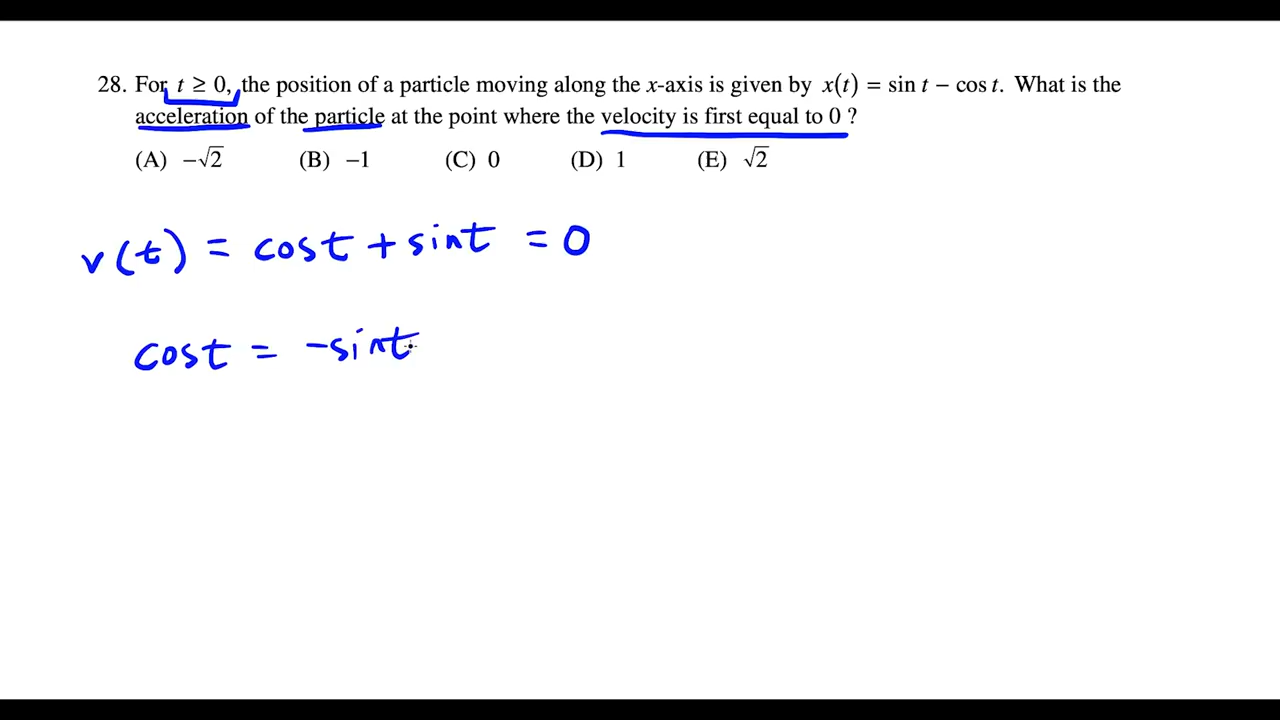 28. For t ≥ 0, the position of a particle moving along the x-axis is given by x(t) = sin t − cos t. What is the
acceleration of the particle at the point where the velocity is first equal to 0 ?
(A) −√2 (B) −1 (C) 0 (D) 1 (E) √2
v(t) = cost + sint = 0
cost = -sint